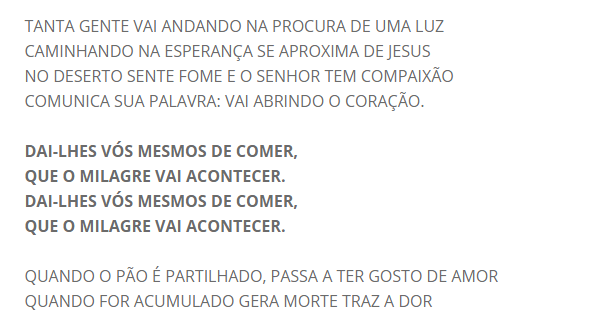 TANTA GENTE VAI ANDANDO NA PROCURA DE UMA LUZ
CAMINHANDO NA ESPERANÇA SE APROXIMA DE JESUS
NO DESERTO SENTE FOME E O SENHOR TEM COMPAIXÃO
COMUNICA SUA PALAVRA: VAI ABRINDO O CORAÇÃO.

DAI-LHES VÓS MESMOS DE COMER,
QUE O MILAGRE VAI ACONTECER.
DAI-LHES VÓS MESMOS DE COMER,
QUE O MILAGRE VAI ACONTECER.

QUANDO O PÃO É PARTILHADO, PASSA A TER GOSTO DE AMOR
QUANDO FOR ACUMULADO GERA MORTE TRAZ A DOR